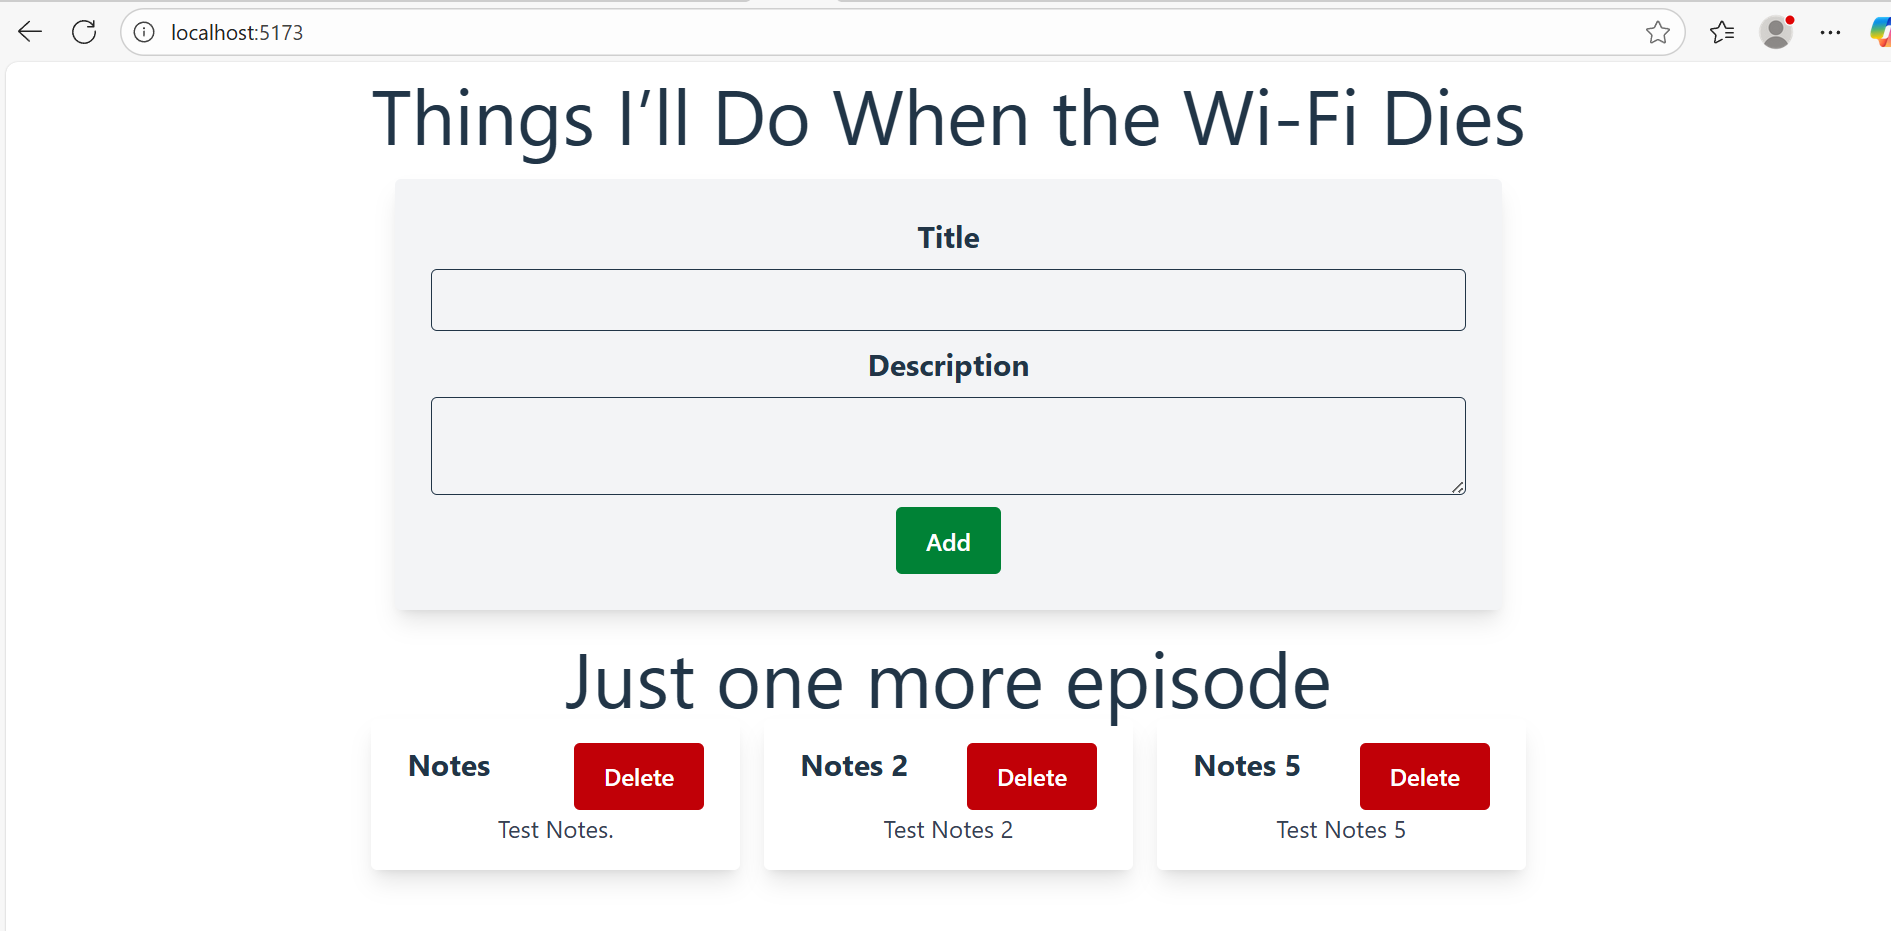 localhost:5173
Things I’ll Do When the Wi-Fi Dies
Title
Description
Add
Just one more episode
Notes Delete
Test Notes.
Notes 2 Delete
Test Notes 2
Notes 5 Delete
Test Notes 5